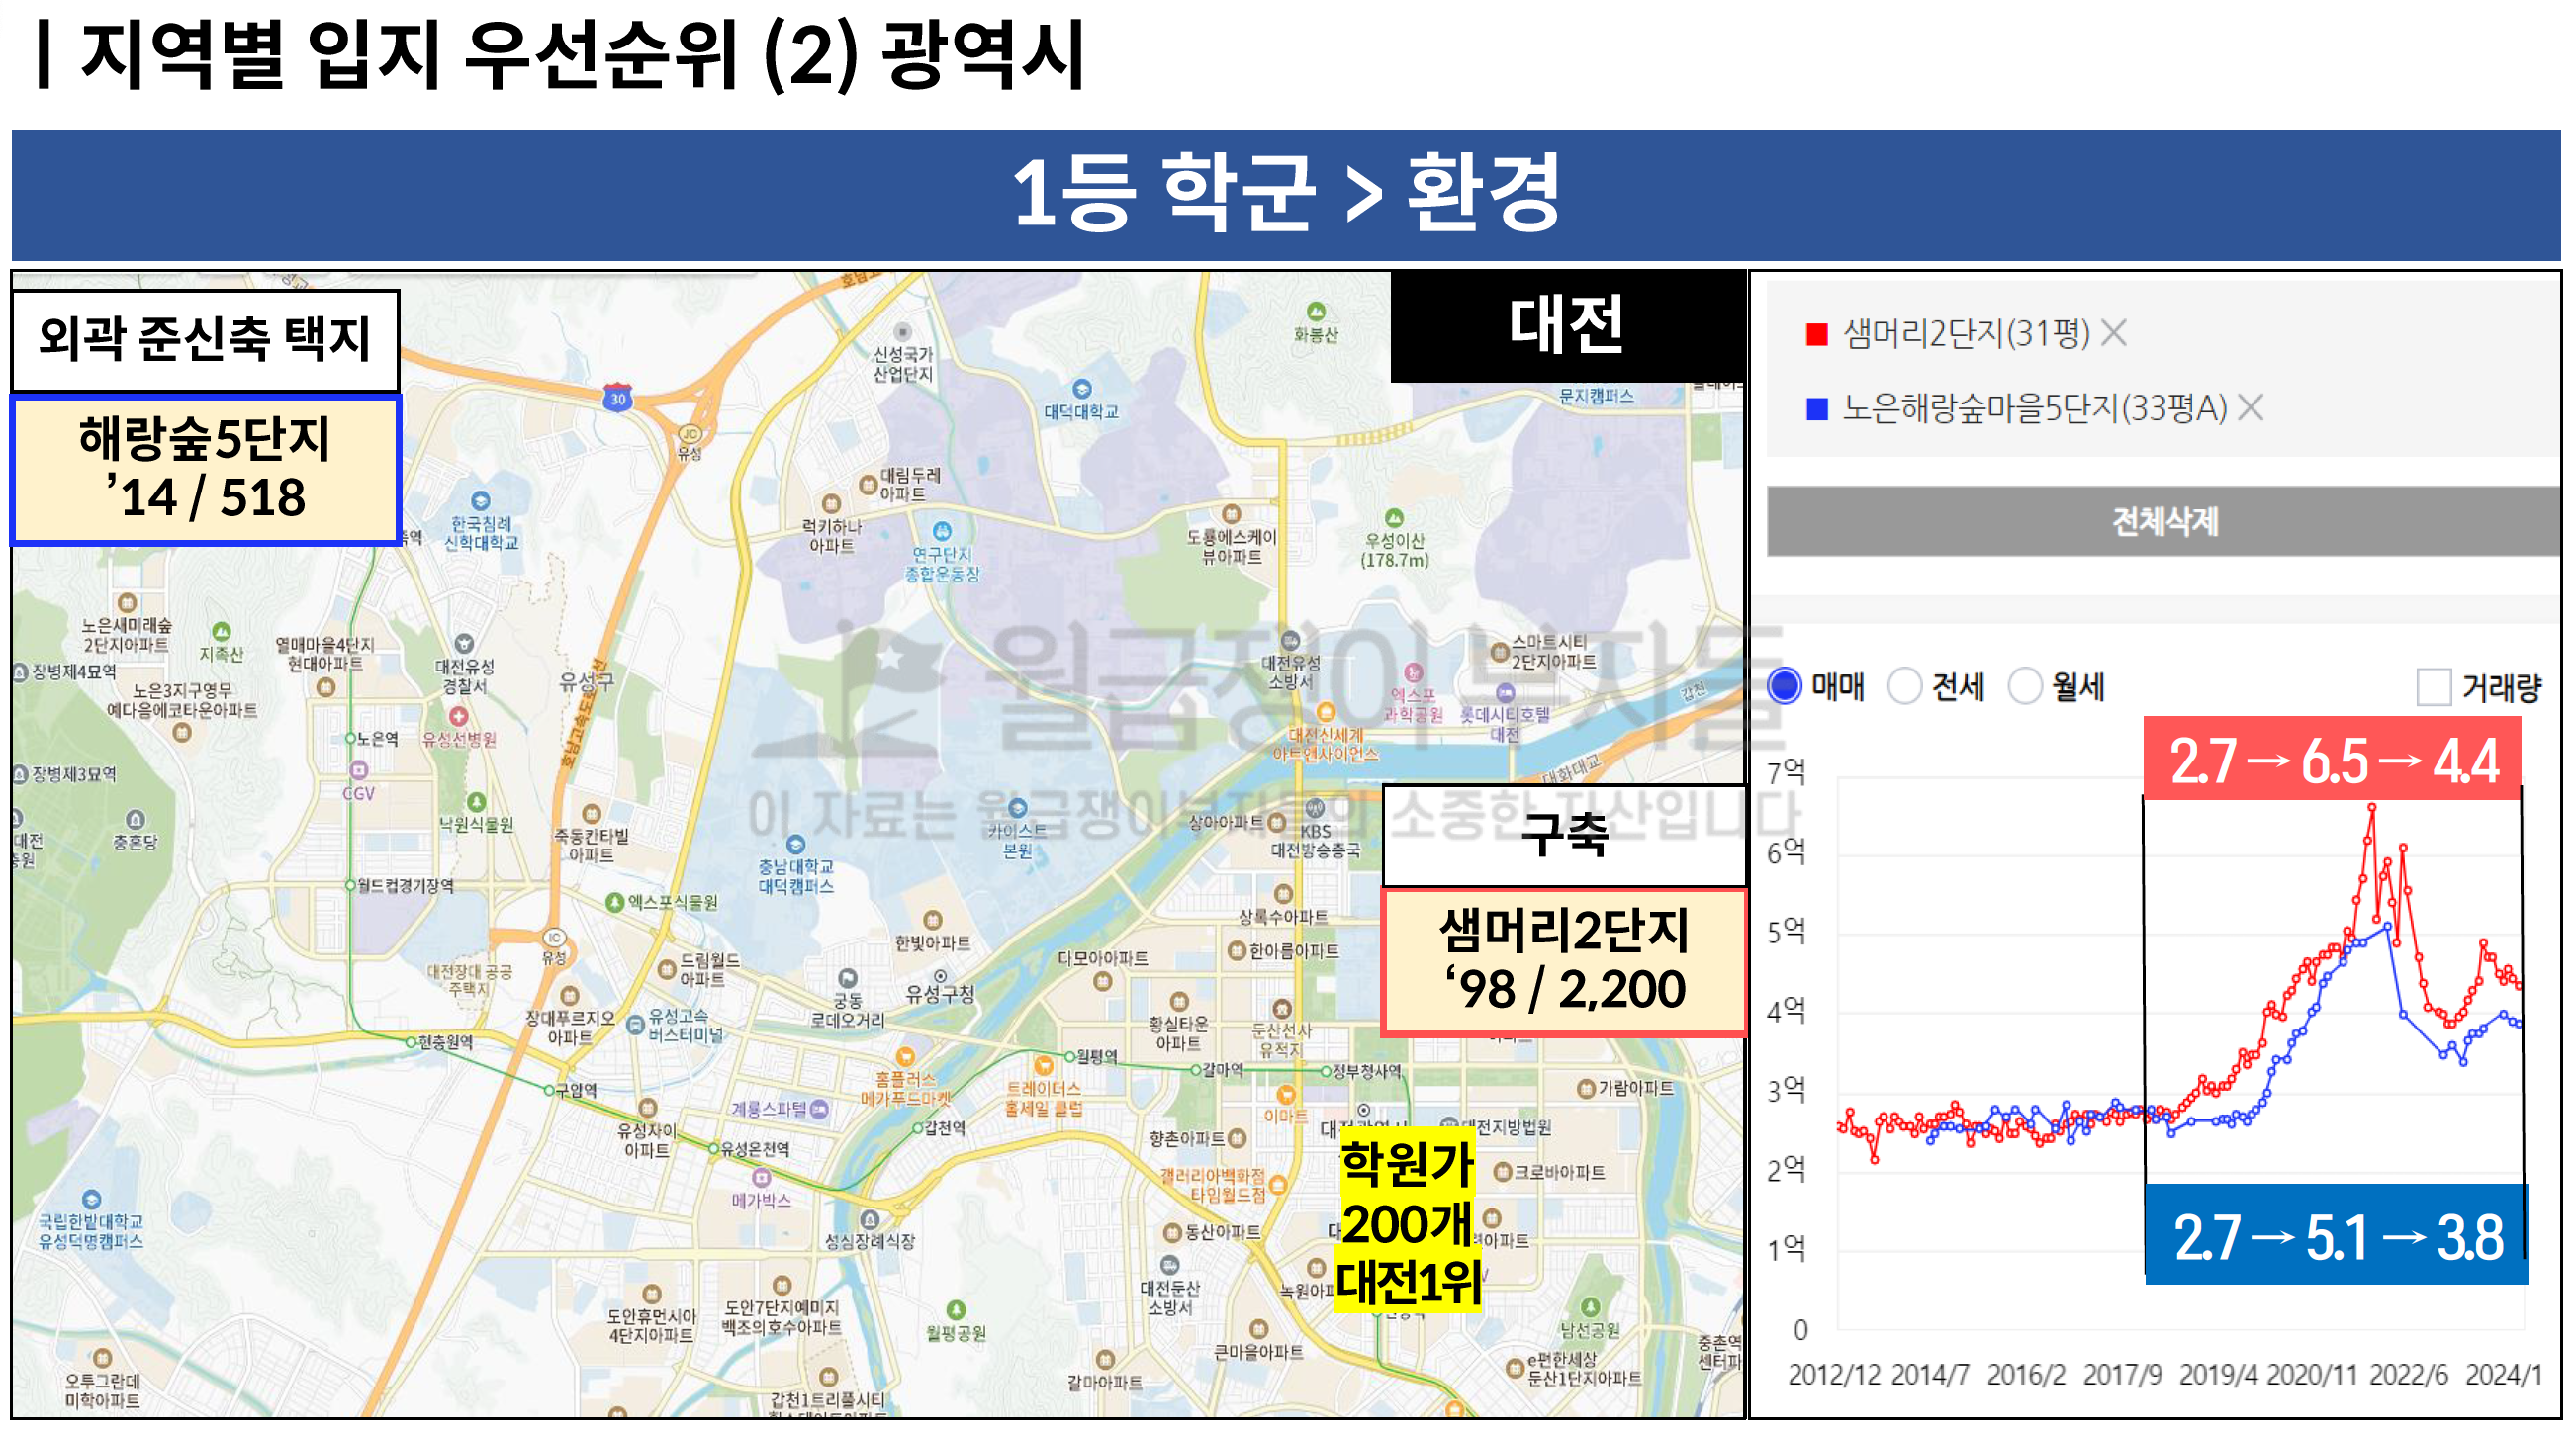 | 지역별 입지 우선순위 (2) 광역시
1등 학군 > 환경
외곽 준신축 택지
해랑숲5단지
’14 / 518
대전
구축
샘머리2단지
‘98 / 2,200
학원가
200개
대전1위
월급쟁이부자들
이 자료는 월급쟁이부자들의 소중한 자산입니다
신성국가
산업단지
화봉산
대덕대학교
문지캠퍼스
30
JC
유성
대림두레
아파트
럭키하나
아파트
한국침례
신학대학교
연구단지
종합운동장
도룡에스케이
뷰아파트
우성이산
(178.7m)
노은새미래숲
2단지아파트
지족산
열매마을4단지
현대아파트
대전유성
경찰서
유성구
호남고속도로지선
장병제4묘역
노은3지구영무
예다음에코타운아파트
대전유성
소방서
스마트시티
2단지아파트
엑스포
과학공원
롯데시티호텔
대전
갑천
노은역
유성선병원
대전신세계
아트앤사이언스
대화대교
장병제3묘역
CGV
충혼당
낙원식물원
죽동칸타빌
아파트
충남대학교
대덕캠퍼스
카이스트
본원
상아아파트
KBS
대전방송총국
월드컵경기장역
엑스포식물원
한빛아파트
상록수아파트
한아름아파트
다모아아파트
IC
유성
대전장대 공공
주택지
드림월드
아파트
궁동
로데오거리
유성구청
장대푸르지오
아파트
유성고속
버스터미널
황실타운
아파트
둔산선사
유적지
현충원역
월평역
갈마역
정부청사역
구암역
홈플러스
메가푸드마켓
트레이더스
홀세일 클럽
이마트
가람아파트
계룡스파텔
유성자이
아파트
유성온천역
갑천역
향촌아파트
대전지방법원
메가박스
갤러리아백화점
타임월드점
크로바아파트
국립한밭대학교
유성덕명캠퍼스
성심장례식장
동산아파트
대전둔산
소방서
도안휴먼시아
4단지아파트
도안7단지예미지
백조의호수아파트
월평공원
큰마을아파트
남선공원
오투그란데
미학아파트
갑천1트리풀시티
갈마아파트
e편한세상
둔산1단지아파트
샘머리2단지(31평) ×
노은해랑숲마을5단지(33평A) ×
전체삭제
매매 전세 월세 거래량
2.7→6.5→4.4
7억
6억
5억
4억
3억
2억
1억
0
2.7→5.1→3.8
2012/12 2014/7 2016/2 2017/9 2019/4 2020/11 2022/6 2024/1